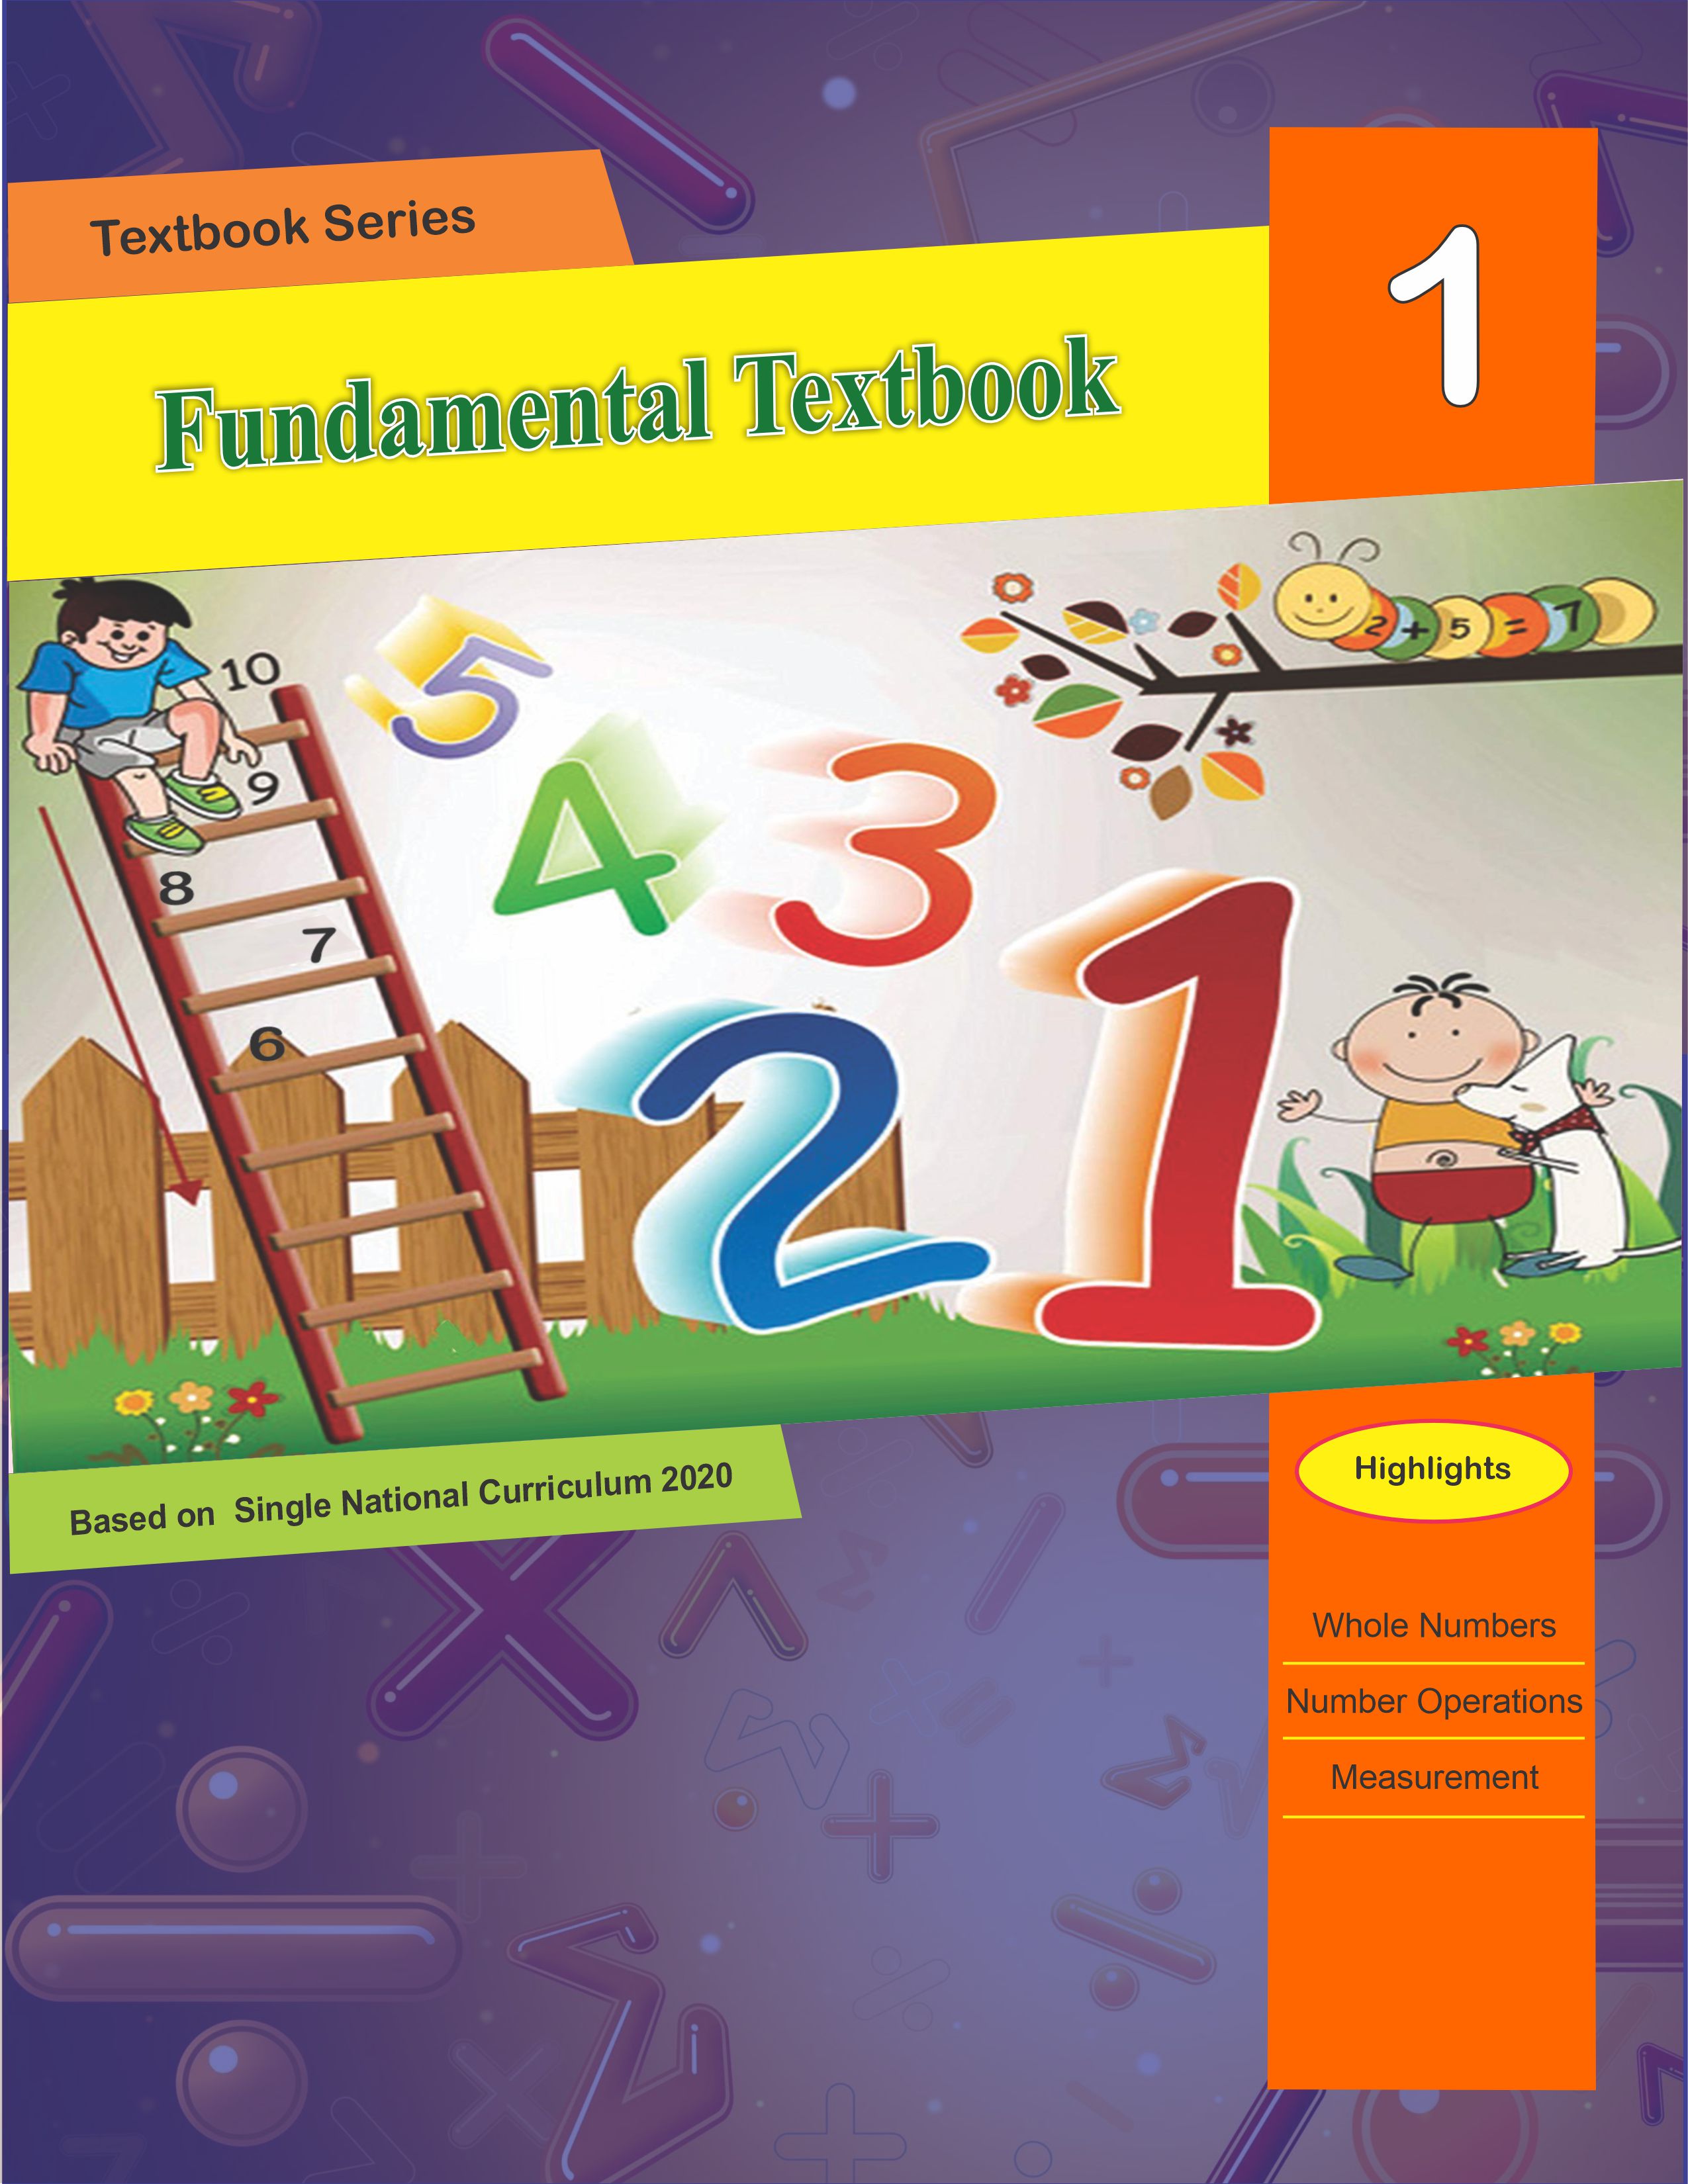 Textbook Series
1
Fundamental Textbook
2 + 5 = 7
10
9
8
7
6
5
4
3
2
1
Based on Single National Curriculum 2020
Highlights
Whole Numbers
Number Operations
Measurement